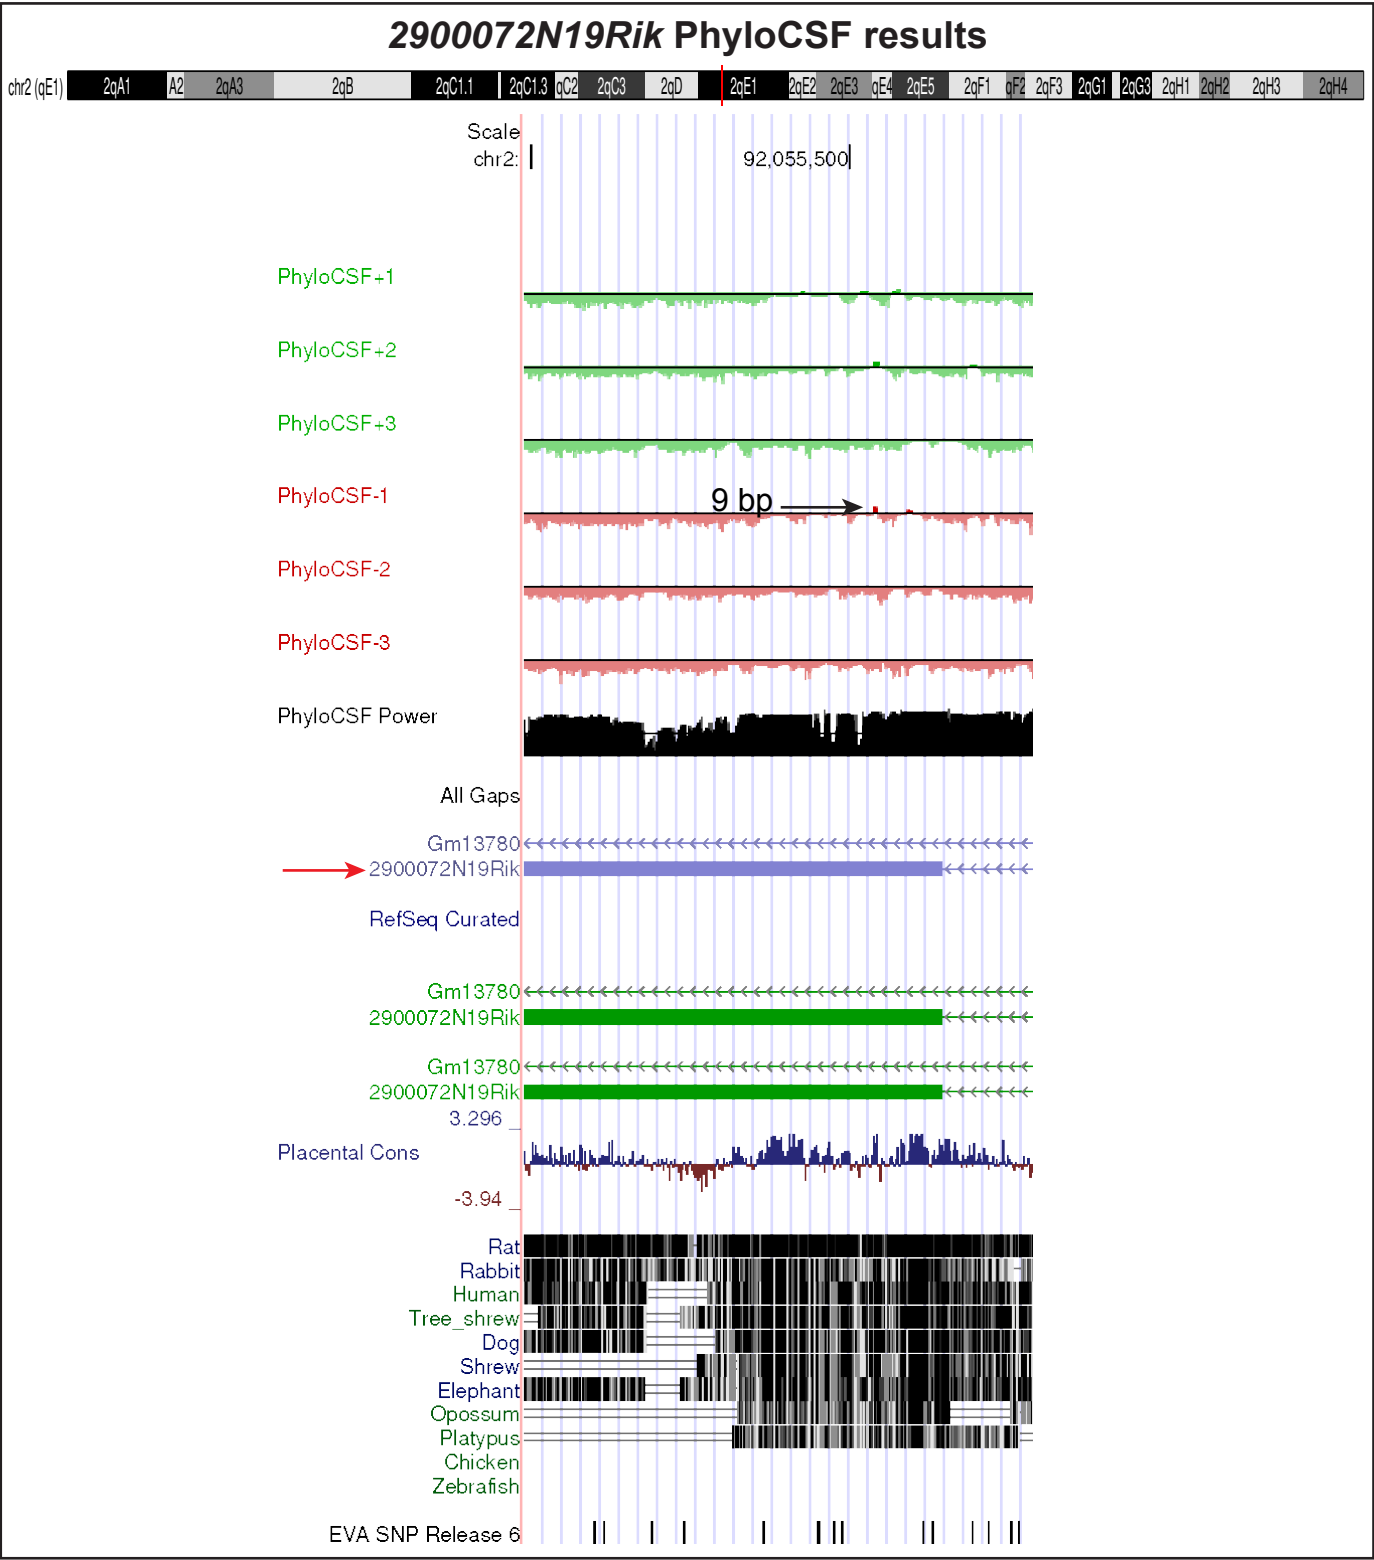 2900072N19Rik PhyloCSF results
chr2 (qE1) 2qA1 A2 2qA3 2qB 2qC1.1 2qC1.3 qC2 2qC3 2qD 2qE1 2qE2 2qE3 qE4 2qE5 2qF1 qF2 2qF3 2qG1 2qG3 2qH1 2qH2 2qH3 2qH4
Scale
chr2: 92,055,500
PhyloCSF+1
PhyloCSF+2
PhyloCSF+3
PhyloCSF-1
9 bp
PhyloCSF-2
PhyloCSF-3
PhyloCSF Power
All Gaps
Gm13780
2900072N19Rik
RefSeq Curated
Gm13780
2900072N19Rik
Gm13780
2900072N19Rik
3.296 _
Placental Cons
-3.94 _
Rat
Rabbit
Human
Tree_shrew
Dog
Shrew
Elephant
Opossum
Platypus
Chicken
Zebrafish
EVA SNP Release 6